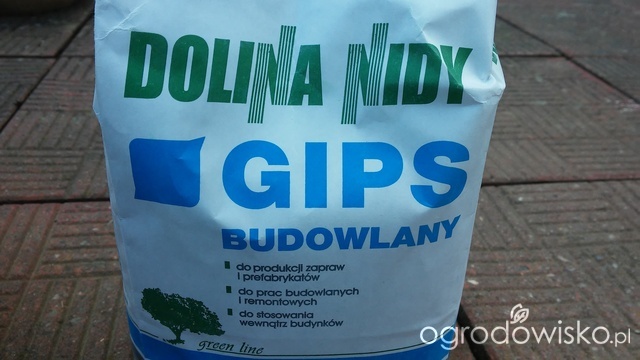 DOLINA NIDY
GIPS
BUDOWLANY
do produkcji zapraw
i prefabrykatów
do prac budowlanych
i remontowych
do stosowania
wewnątrz budynków
green line
ogrodowisko.pl